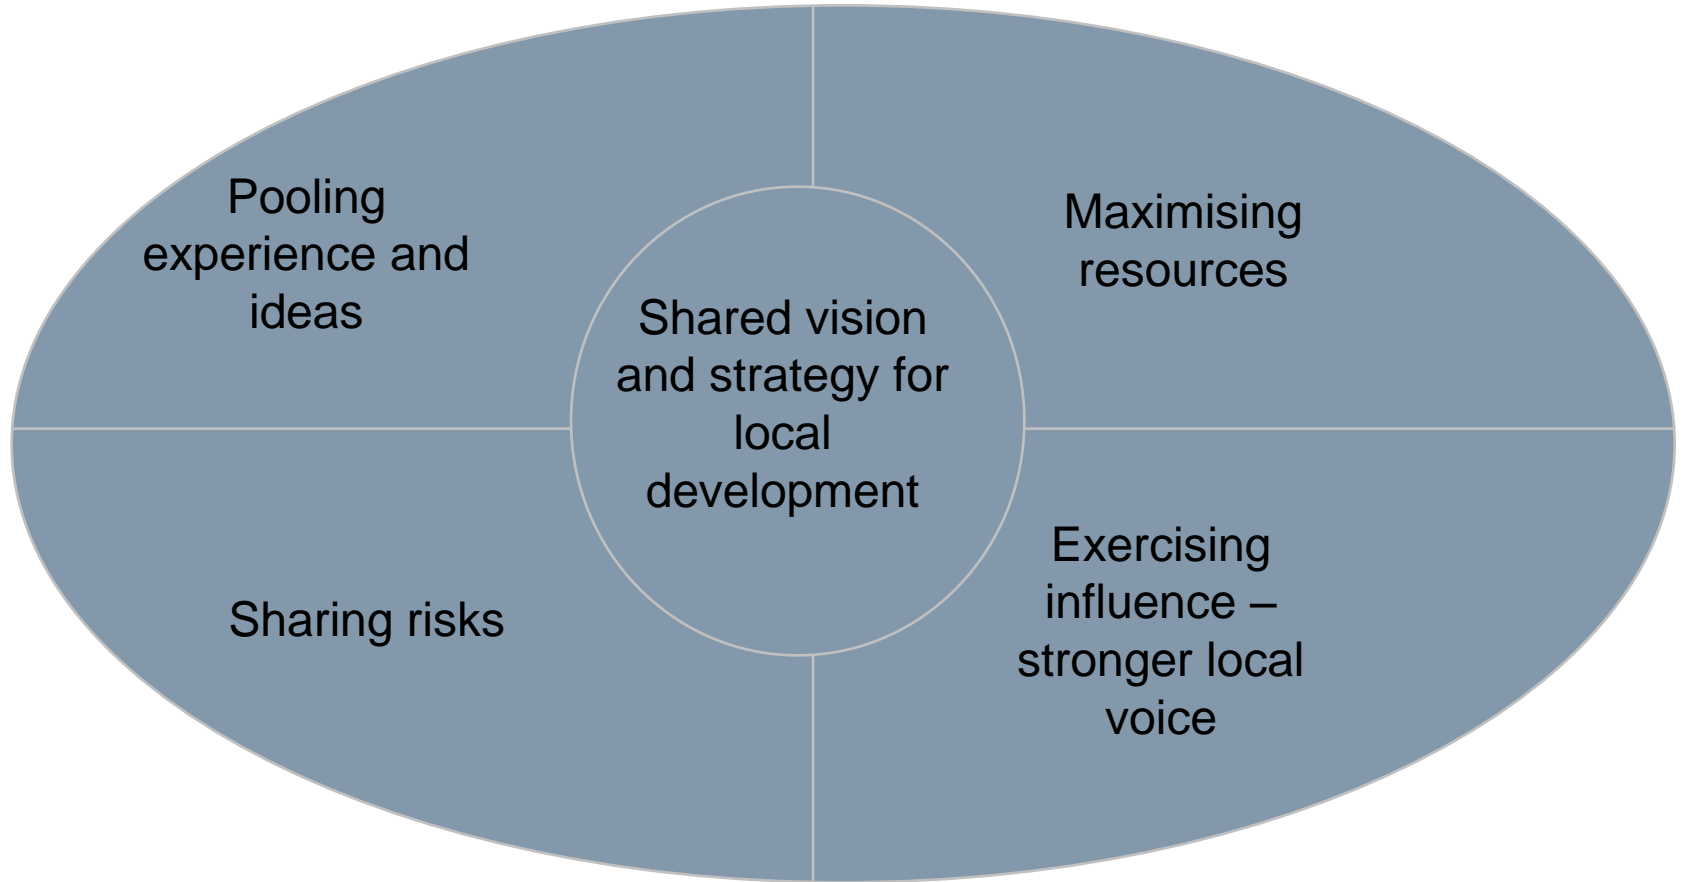 Pooling
experience and
ideas
Maximising
resources
Shared vision
and strategy for
local
development
Sharing risks
Exercising
influence –
stronger local
voice